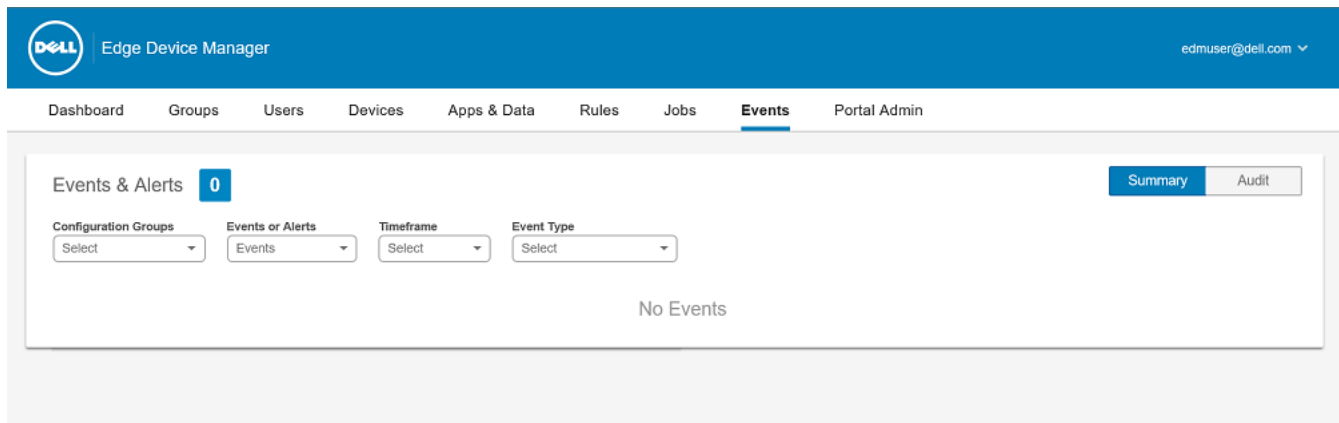 DELL
Edge Device Manager
edmuser@dell.com
Dashboard Groups Users Devices Apps & Data Rules Jobs Events Portal Admin
Events & Alerts 0
Summary Audit
Configuration Groups Events or Alerts Timeframe Event Type
Select Events Select Select
No Events